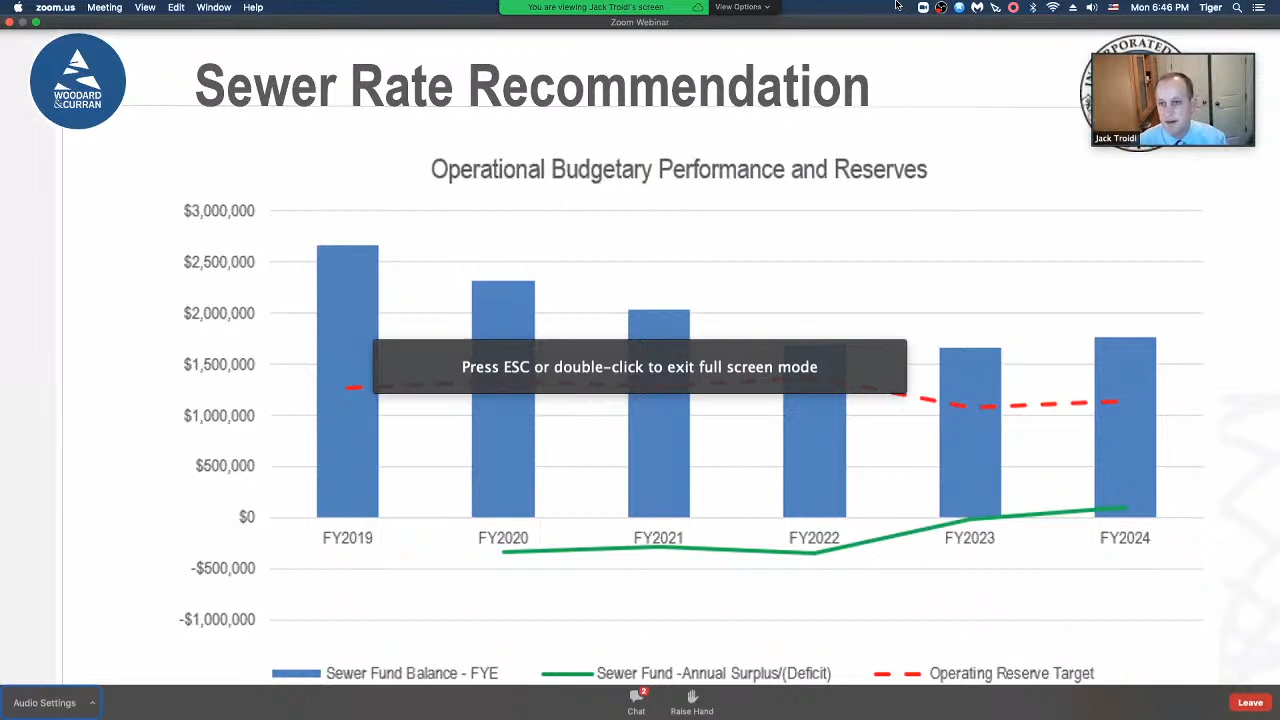 zoom.us Meeting View Edit Window Help
You are viewing Jack Troidl's screen
View Options
Mon 6:46 PM Tiger
Zoom Webinar
WOODARD
&CURRAN
Sewer Rate Recommendation
Jack Troidl
Operational Budgetary Performance and Reserves
$3,000,000
$2,500,000
$2,000,000
$1,500,000
$1,000,000
$500,000
$0
-$500,000
-$1,000,000
Press ESC or double-click to exit full screen mode
FY2019 FY2020 FY2021 FY2022 FY2023 FY2024
Sewer Fund Balance - FYE
Sewer Fund -Annual Surplus/(Deficit)
Operating Reserve Target
Audio Settings
2
Chat
Raise Hand
Leave